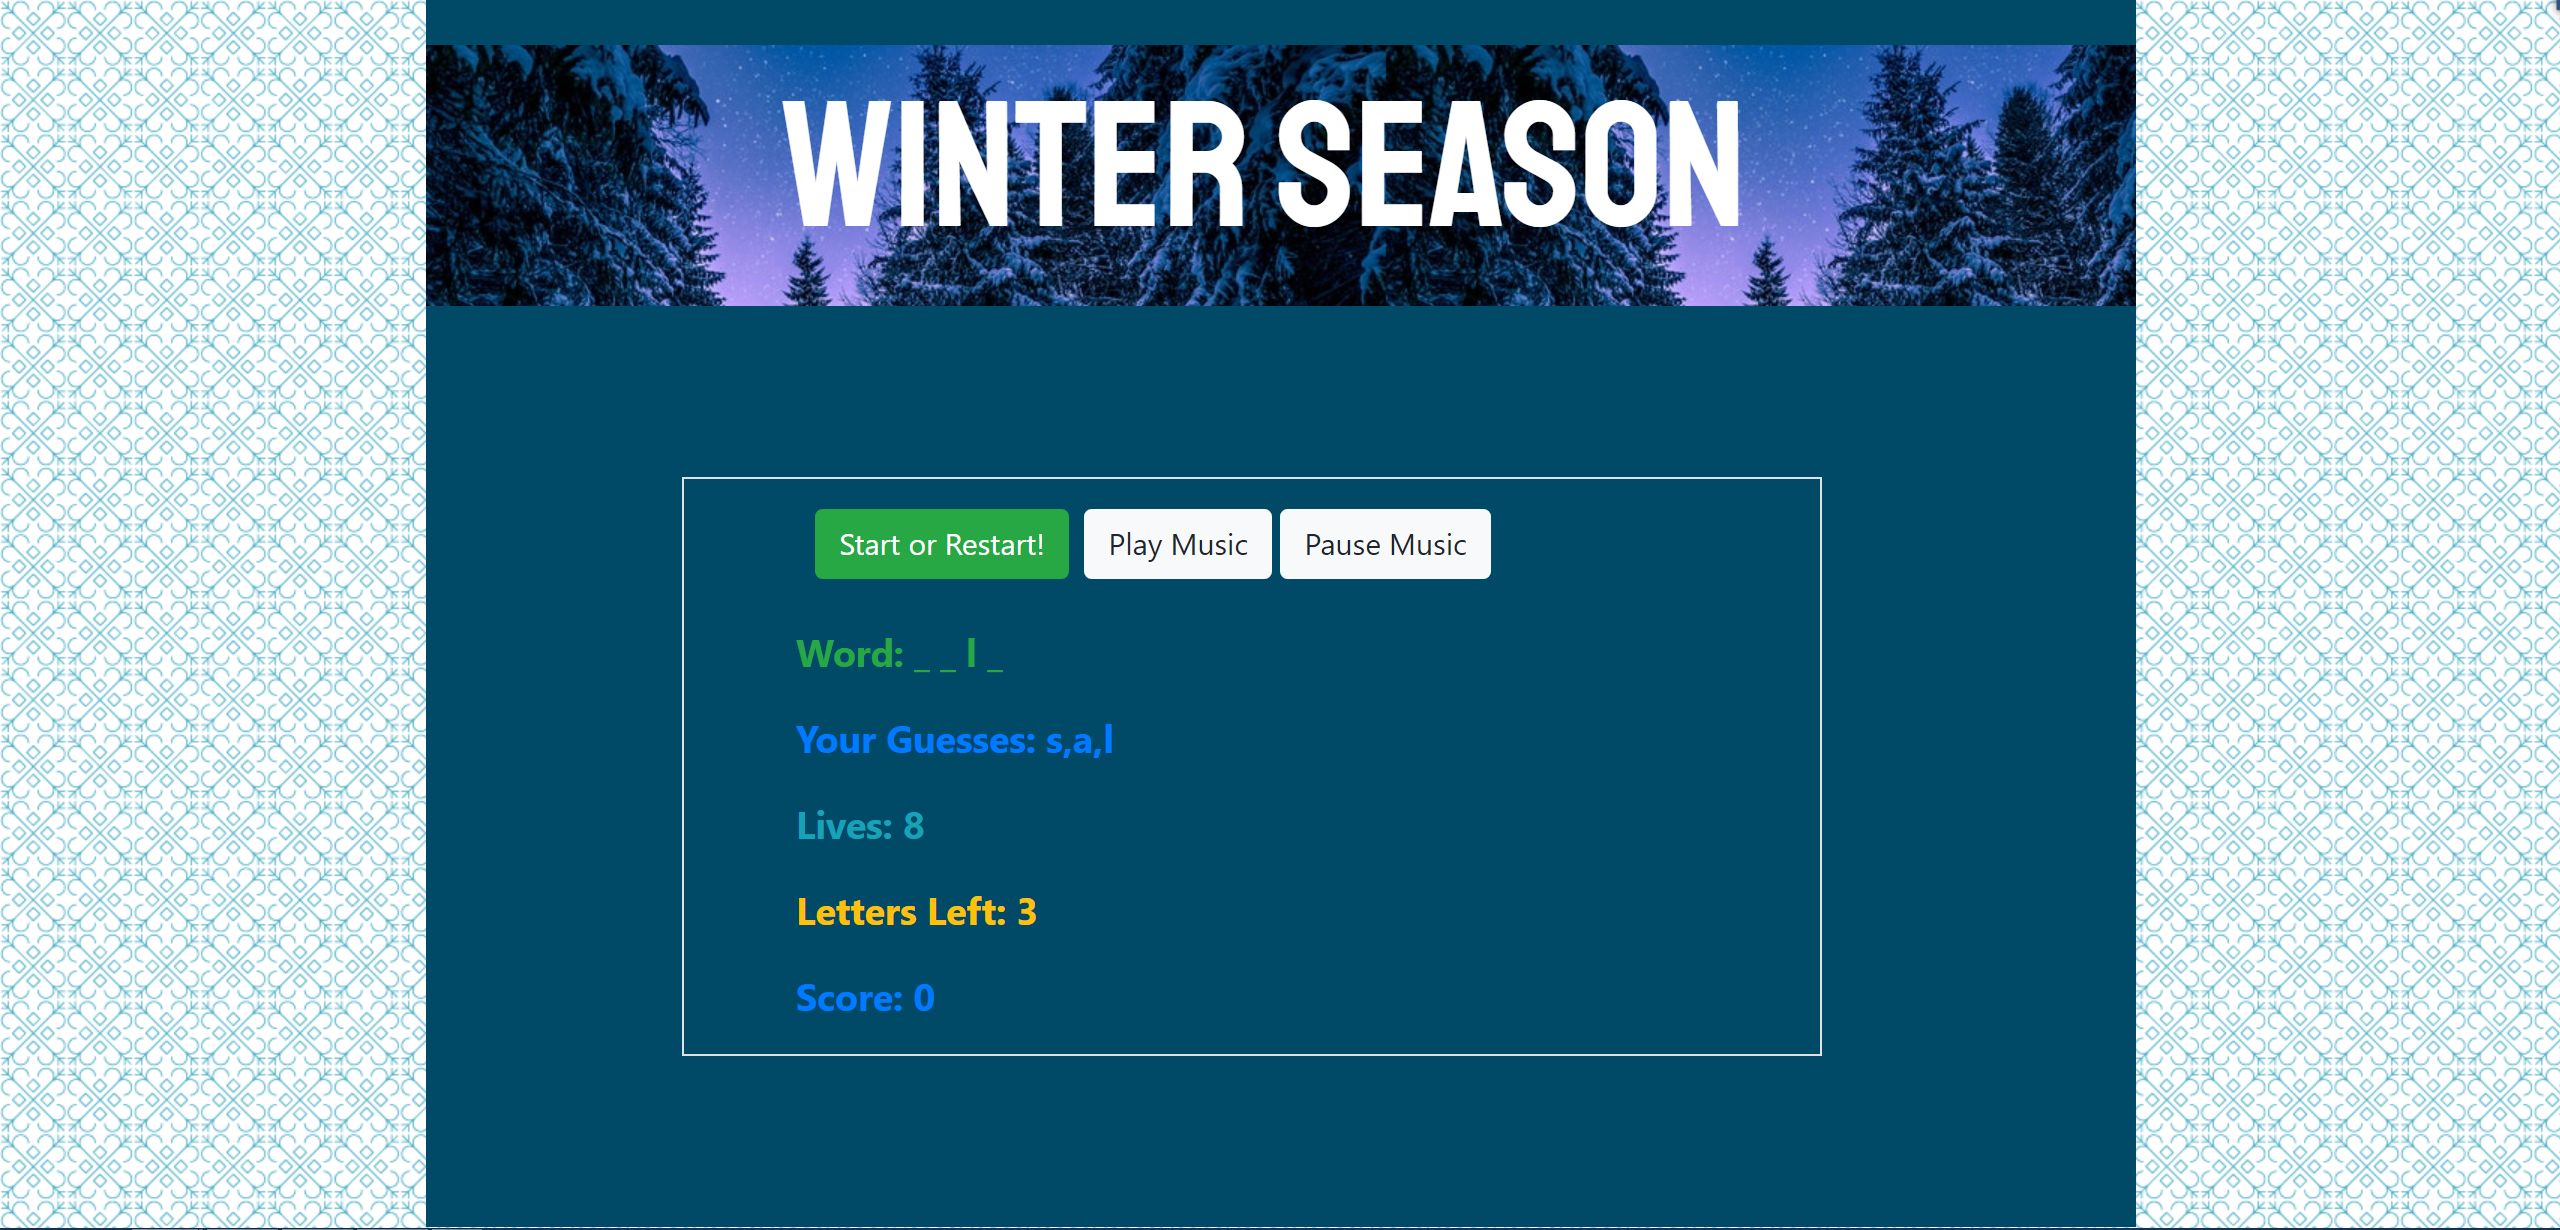 WINTER SEASON
Start or Restart! Play Music Pause Music
Word: _ _ l _
Your Guesses: s,a,l
Lives: 8
Letters Left: 3
Score: 0